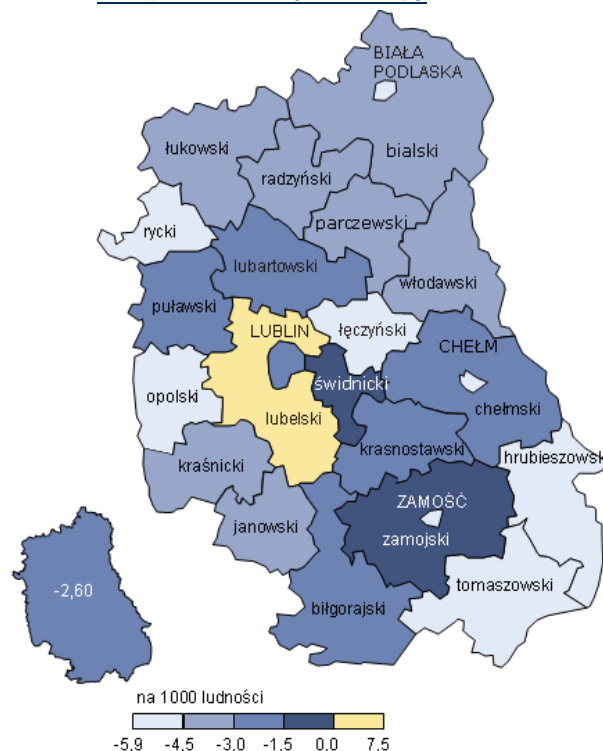 BIAŁA
PODLASKA
łukowski
bialski
radzyński
parczewski
rycki
lubartowski
włodawski
puławski
LUBLIN
łęczyński
CHEŁM
opolski
świdnicki
chełmski
lubelski
krasnostawski
hrubieszowsk
kraśnicki
ZAMOŚĆ
janowski
zamojski
tomaszowski
-2,60
biłgorajski
na 1000 ludności
-5.9 -4.5 -3.0 -1.5 0.0 7.5